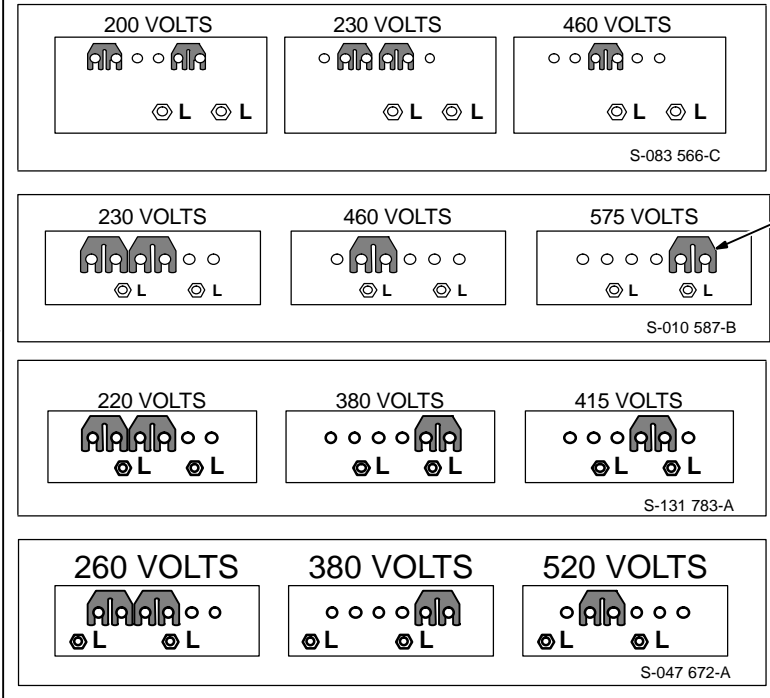 200 VOLTS 230 VOLTS 460 VOLTS
L L L L L L
S-083 566-C
230 VOLTS 460 VOLTS 575 VOLTS
L L L L L L
S-010 587-B
220 VOLTS 380 VOLTS 415 VOLTS
L L L L L L
S-131 783-A
260 VOLTS 380 VOLTS 520 VOLTS
L L L L L L
S-047 672-A